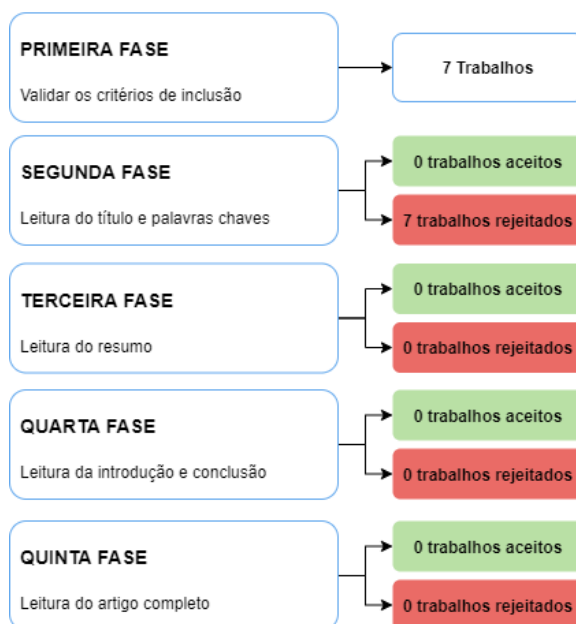 PRIMEIRA FASE
Validar os critérios de inclusão
7 Trabalhos
SEGUNDA FASE
Leitura do título e palavras chaves
0 trabalhos aceitos
7 trabalhos rejeitados
TERCEIRA FASE
Leitura do resumo
0 trabalhos aceitos
0 trabalhos rejeitados
QUARTA FASE
Leitura da introdução e conclusão
0 trabalhos aceitos
0 trabalhos rejeitados
QUINTA FASE
Leitura do artigo completo
0 trabalhos aceitos
0 trabalhos rejeitados